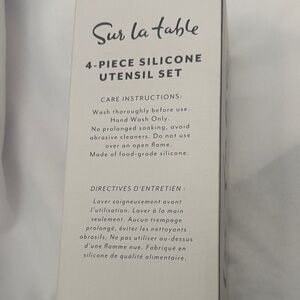 Sur la table
4-PIECE SILICONE
UTENSIL SET
CARE INSTRUCTIONS:
Wash thoroughly before use.
Hand Wash Only.
No prolonged soaking, avoid
abrasive cleaners. Do not use
over an open flame.
Made of food-grade silicone.
DIRECTIVES D'ENTRETIEN :
Laver soigneusement avant
l'utilisation. Laver à la main
seulement. Aucun trempage
prolongé, éviter les nettoyants
abrasifs. Ne pas utiliser au-dessus
d'une flamme nue. Fabriqué en
silicone de qualité alimentaire.